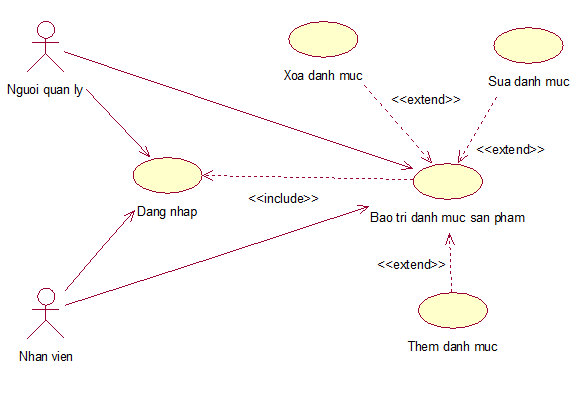 Xoa danh muc
Sua danh muc
Nguoi quan ly
<<extend>>
<<extend>>
<<include>>
Dang nhap
Bao tri danh muc san pham
<<extend>>
Nhan vien
Them danh muc